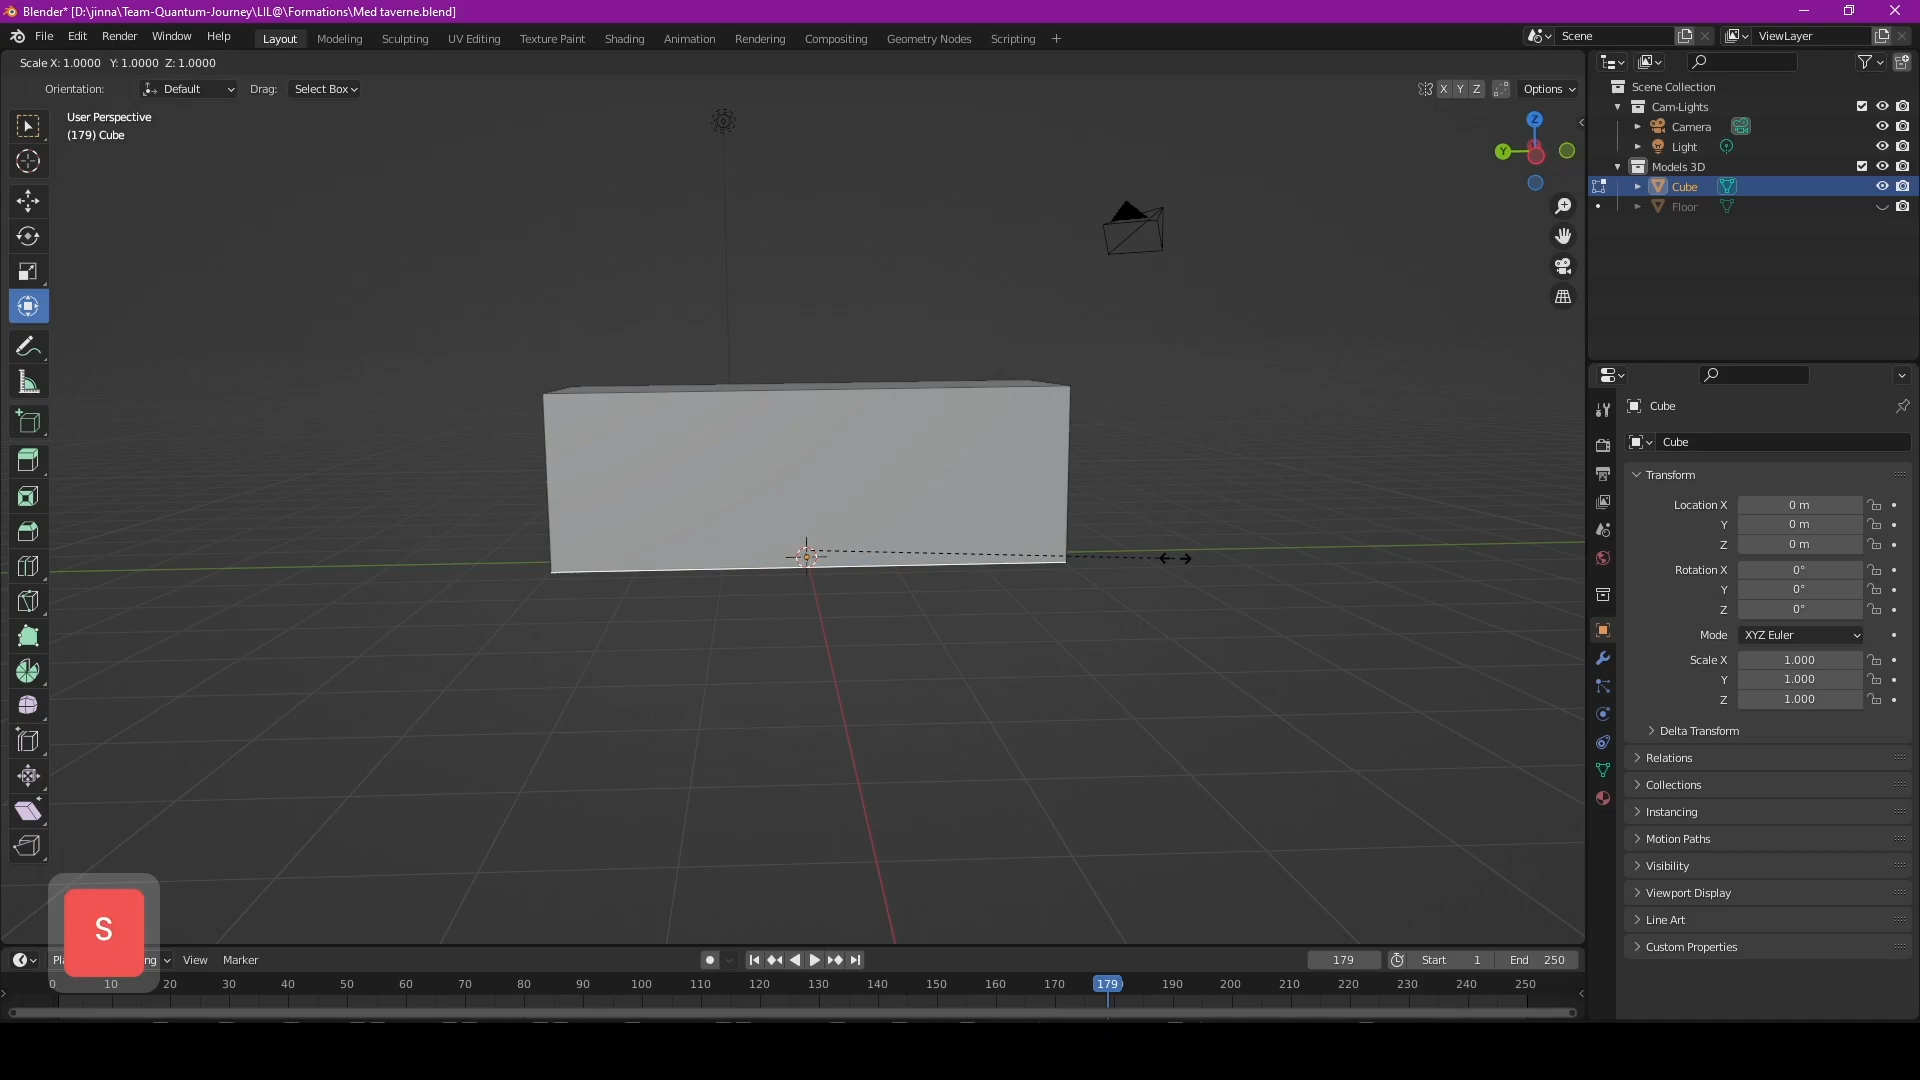 Blender* [D:\jinna\Team-Quantum-Journey\LIL@\Formations\Med taverne.blend]
File Edit Render Window Help
Layout Modeling Sculpting UV Editing Texture Paint Shading Animation Rendering Compositing Geometry Nodes Scripting +
Scene
ViewLayer
Scale X: 1.0000 Y: 1.0000 Z: 1.0000
Orientation: Default Drag: Select Box
X Y Z Options
User Perspective
(179) Cube
Z
Y
Scene Collection
Cam-Lights
Camera
Light
Models 3D
Cube
Floor
Cube
Cube
Transform
Location X 0 m
Y 0 m
Z 0 m
Rotation X 0°
Y 0°
Z 0°
Mode XYZ Euler
Scale X 1.000
Y 1.000
Z 1.000
Delta Transform
Relations
Collections
Instancing
Motion Paths
Visibility
Viewport Display
Line Art
Custom Properties
S
View Marker
179 Start 1 End 250
0 10 20 30 40 50 60 70 80 90 100 110 120 130 140 150 160 170 179 190 200 210 220 230 240 250